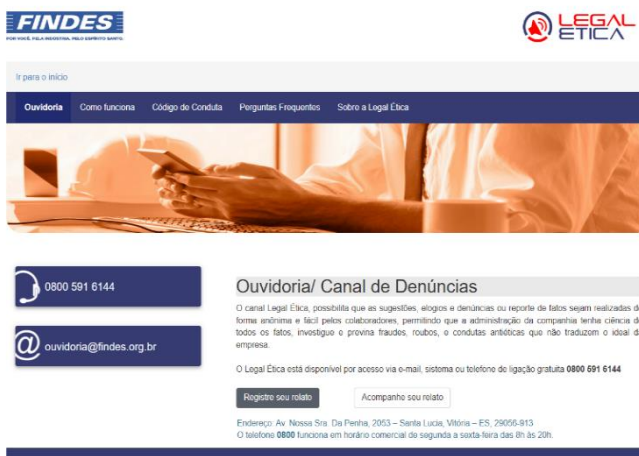 FINDES
POR VOCÊ. PELA INDÚSTRIA. PELO ESPÍRITO SANTO.
LEGAL
ETICA
Ir para o início
Ouvidoria Como funciona Código de Conduta Perguntas Frequentes Sobre a Legal Ética
0800 591 6144
@ ouvidoria@findes.org.br
Ouvidoria/ Canal de Denúncias
O canal Legal Ética, possibilita que as sugestões, elogios e denúncias ou reporte de fatos sejam realizadas d
forma anônima e fácil pelos colaboradores, permitindo que a administração da companhia tenha ciência d
todos os fatos, investigue e previna fraudes, roubos, e condutas antiéticas que não traduzem o ideal d
empresa.
O Legal Ética está disponível por acesso via e-mail, sistema ou telefone de ligação gratuita 0800 591 6144
Registre seu relato Acompanhe seu relato
Endereço: Av. Nossa Sra. Da Penha, 2053 – Santa Lucia, Vitória – ES, 29056-913
O telefone 0800 funciona em horário comercial de segunda a sexta-feira das 8h às 20h.